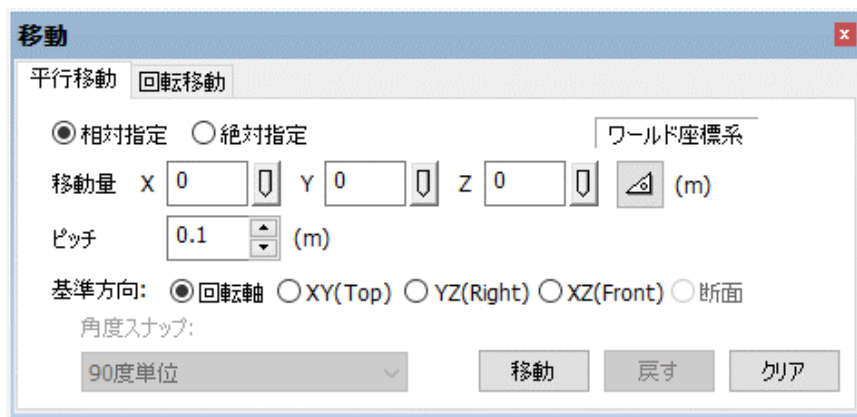 移動
平行移動 回転移動
相対指定 絶対指定 ワールド座標系
移動量 X 0 Y 0 Z 0 (m)
ピッチ 0.1 (m)
基準方向: 回転軸 XY(Top) YZ(Right) XZ(Front) 断面
角度スナップ:
90度単位 移動 戻す クリア